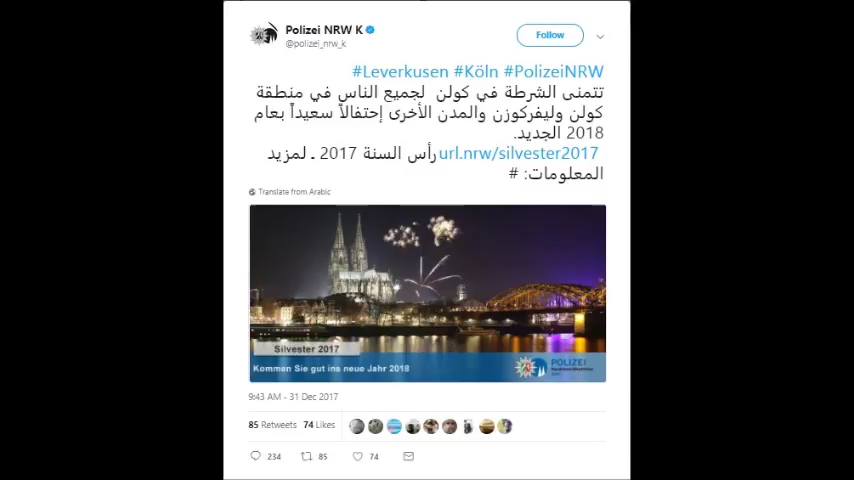 Polizei NRW K
@polizei_nrw_k
Follow
#Leverkusen #Köln #PolizeiNRW
تتمنى الشرطة في كولن لجميع الناس في منطقة
كولن وليفركوزن والمدن الأخرى إحتفالاً سعيداً بعام
2018 الجديد.
url.nrw/silvester2017 رأس السنة 2017 ـ لمزيد
المعلومات: #
Translate from Arabic
Silvester 2017
Kommen Sie gut ins neue Jahr 2018
POLIZEI
9:43 AM - 31 Dec 2017
85 Retweets 74 Likes
234 85 74